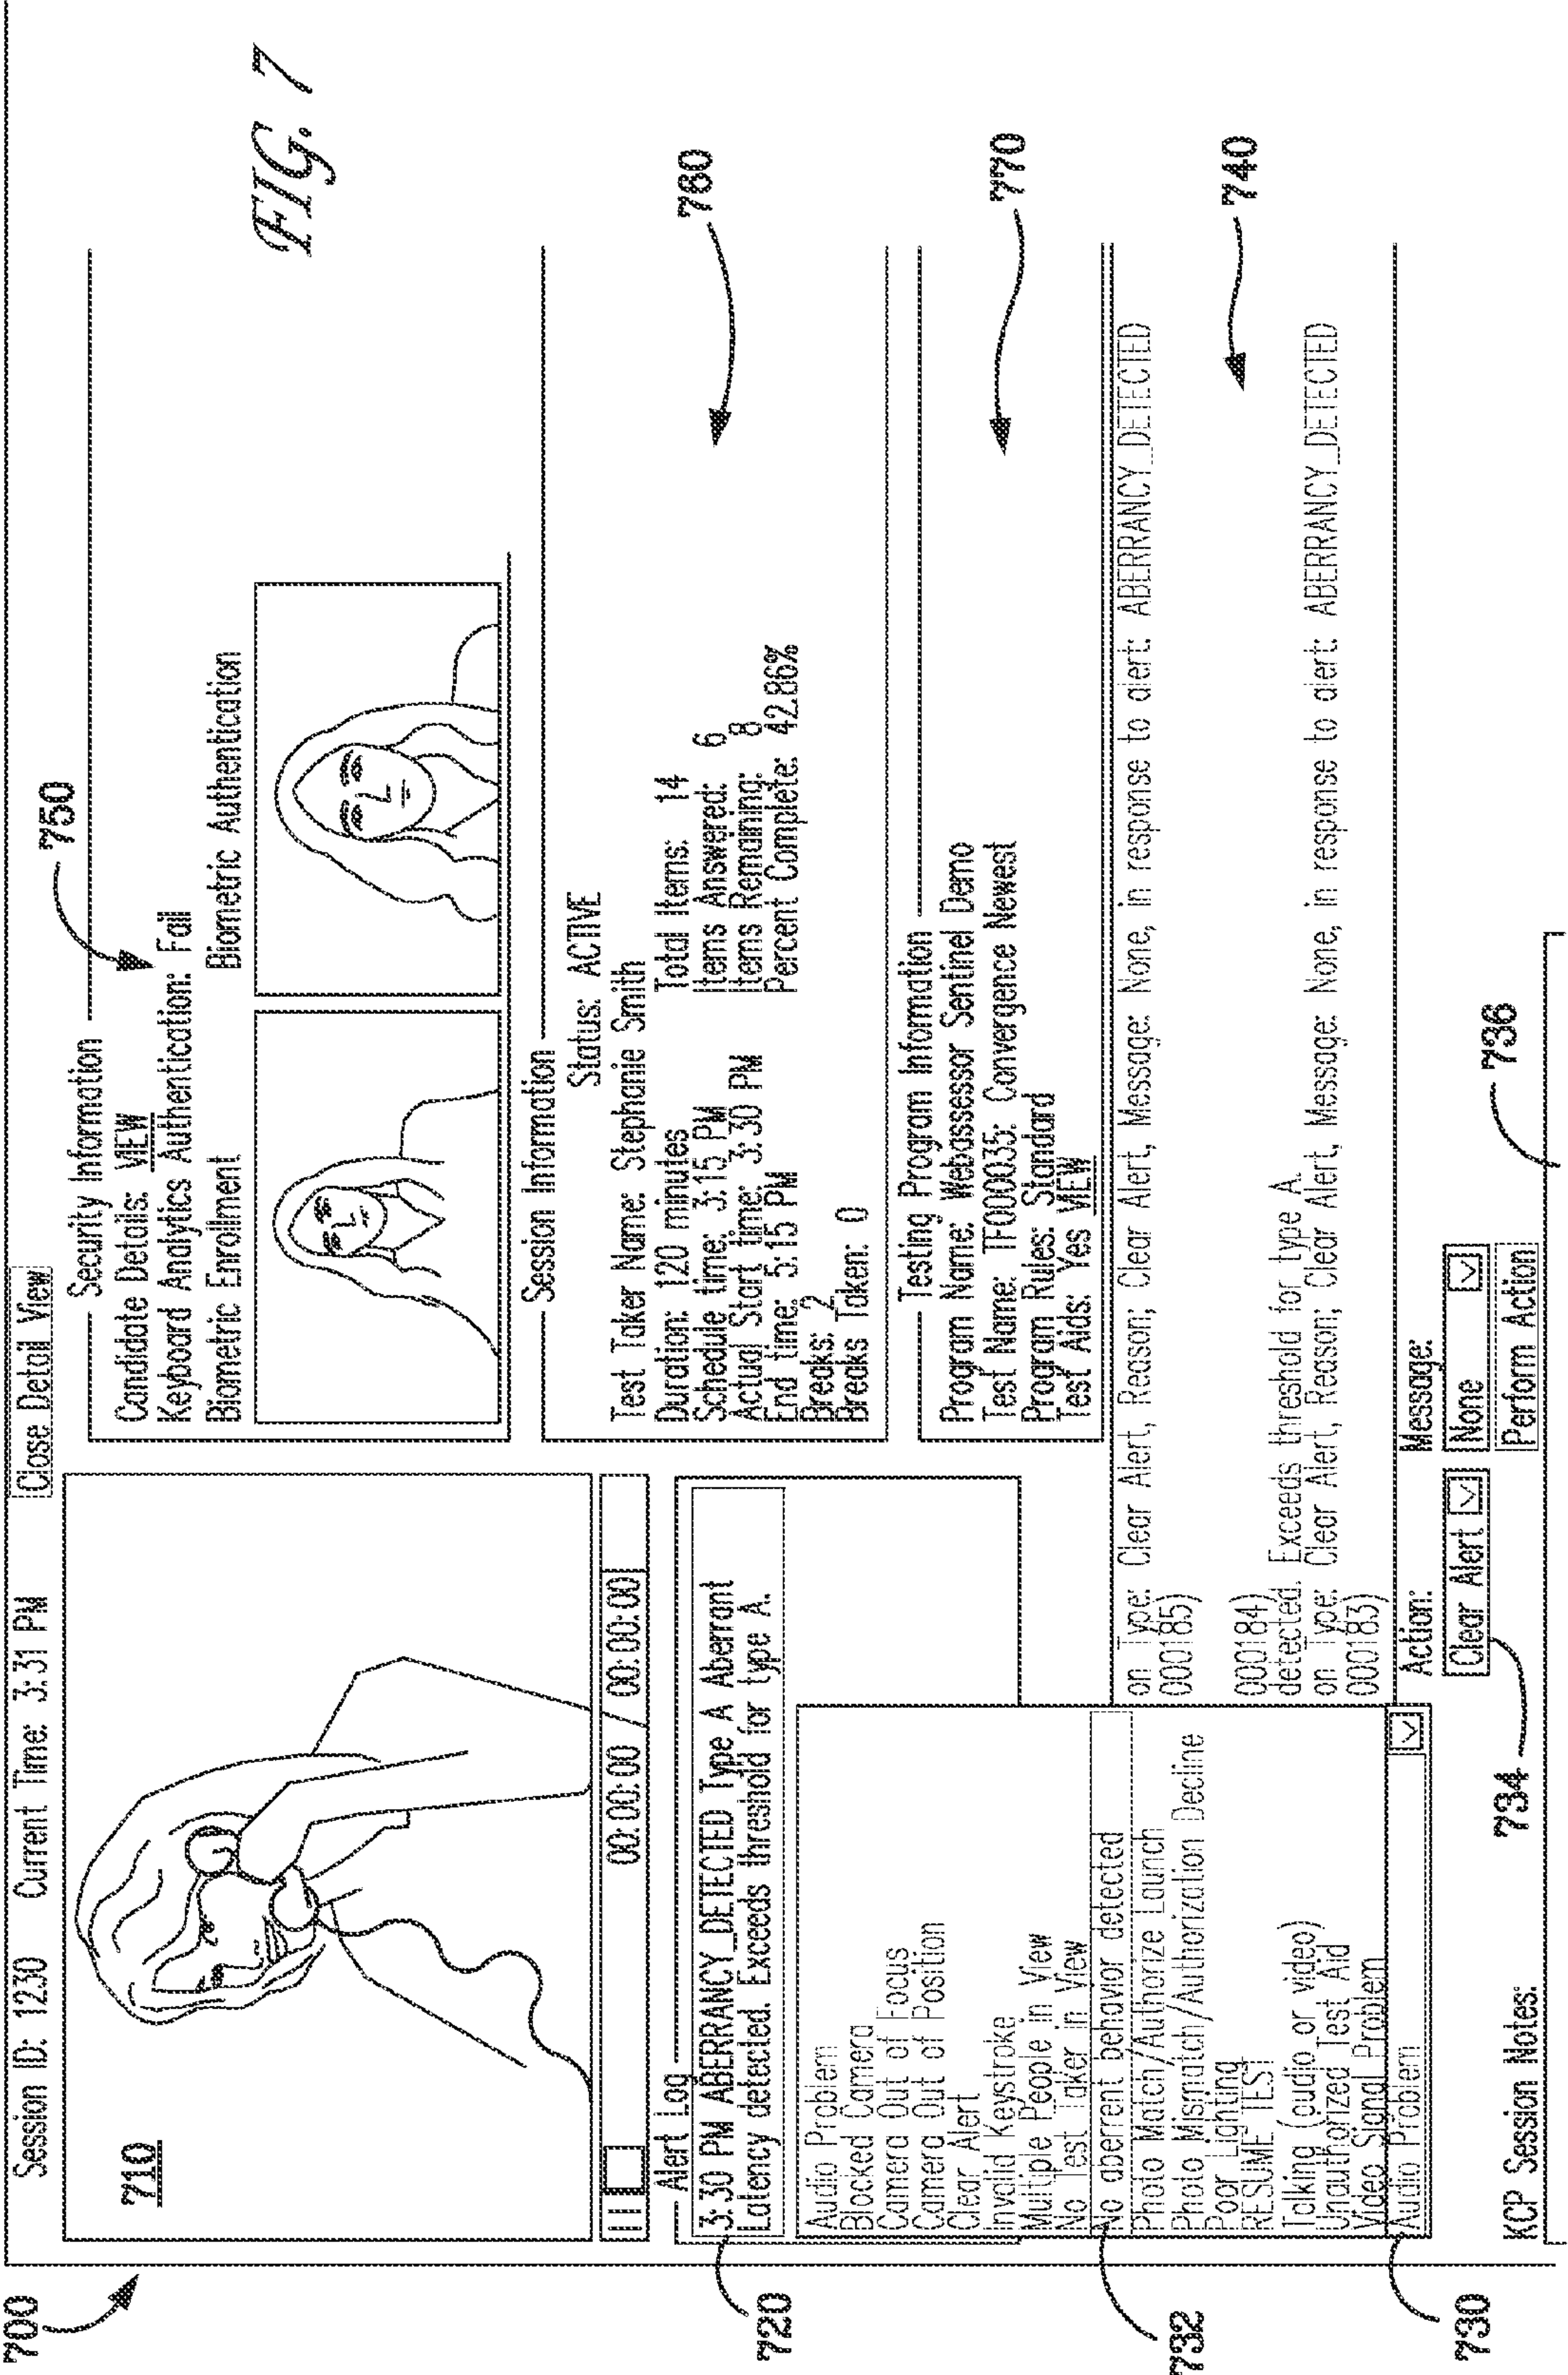 FIG. 7
700
Session ID: 1230 Current Time: 3:31 PM
Close Detail View
710
00:00:00 / 00:00:00
Security Information
750
Candidate Details: VIEW
Keyboard Analytics Authentication: Fail
Biometric Enrollment Biometric Authentication
Session Information
760
Status: ACTIVE
Test Taker Name: Stephanie Smith
Duration: 120 minutes Total Items: 14
Schedule time: 3:15 PM Items Answered: 6
Actual Start time: 3:30 PM Items Remaining: 8
End time: 5:15 PM Percent Complete: 42.86%
Breaks: 2
Breaks Taken: 0
Testing Program Information
770
Program Name: Webassessor Sentinel Demo
Test Name: TF000035: Convergence Newest
Program Rules: Standard
Test Aids: Yes VIEW
Alert Log
720
3:30 PM ABERRANCY_DETECTED Type A Aberrant
Latency detected. Exceeds threshold for type A.
Audio Problem
Blocked Camera
Camera Out of Focus
Camera Out of Position
Clear Alert
Invalid Keystroke
Multiple People in View
No Test Taker in View
732
No aberrent behavior detected
Photo Match/Authorize Launch
Photo Mismatch/Authorization Decline
Poor Lighting
RESUME TEST
Talking (audio or video)
Unauthorized Test Aid
Video Signal Problem
730
Audio Problem
740
on Type: Clear Alert, Reason; Clear Alert, Message: None, in response to alert: ABERRANCY_DETECTED
000185)
000184)
detected. Exceeds threshold for type A.
on Type: Clear Alert, Reason; Clear Alert, Message: None, in response to alert: ABERRANCY_DETECTED
000183)
Action: Message:
Clear Alert None
734
Perform Action
KCP Session Notes:
736